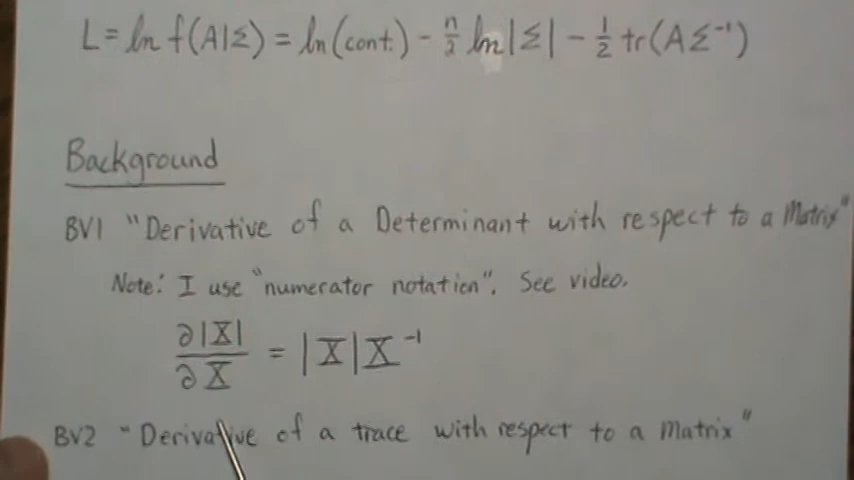 L = ln f(A|Σ) = ln(cont.) - n/2 ln|Σ| - 1/2 tr(AΣ⁻¹)
Background
BV1 "Derivative of a Determinant with respect to a Matrix"
Note: I use "numerator notation". See video.
∂|X|/∂X = |X|X⁻¹
BV2 "Derivative of a trace with respect to a Matrix"